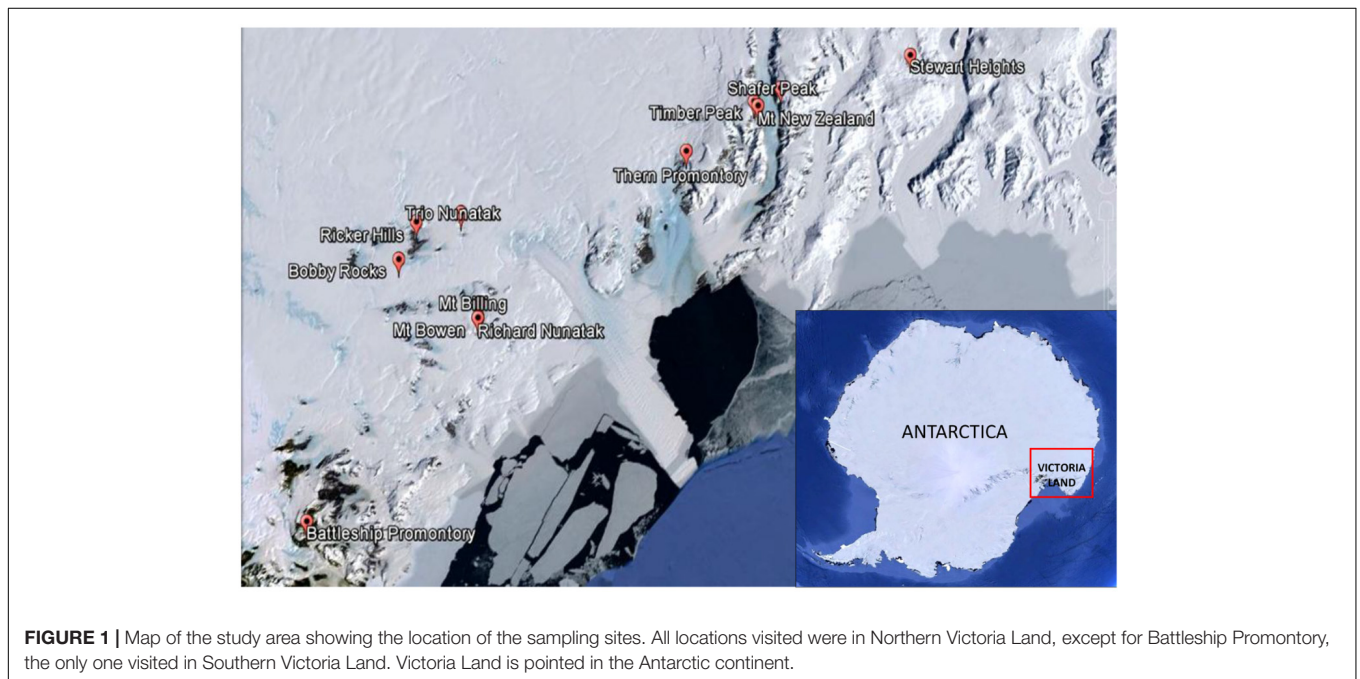 Stewart Heights
Shafer Peak
Timber Peak
Mt New Zealand
Thern Promontory
Trio Nunatak
Ricker Hills
Bobby Rocks
Mt Billing
Mt Bowen
Richard Nunatak
Battleship Promontory
ANTARCTICA
VICTORIA
LAND
FIGURE 1 | Map of the study area showing the location of the sampling sites. All locations visited were in Northern Victoria Land, except for Battleship Promontory,
the only one visited in Southern Victoria Land. Victoria Land is pointed in the Antarctic continent.